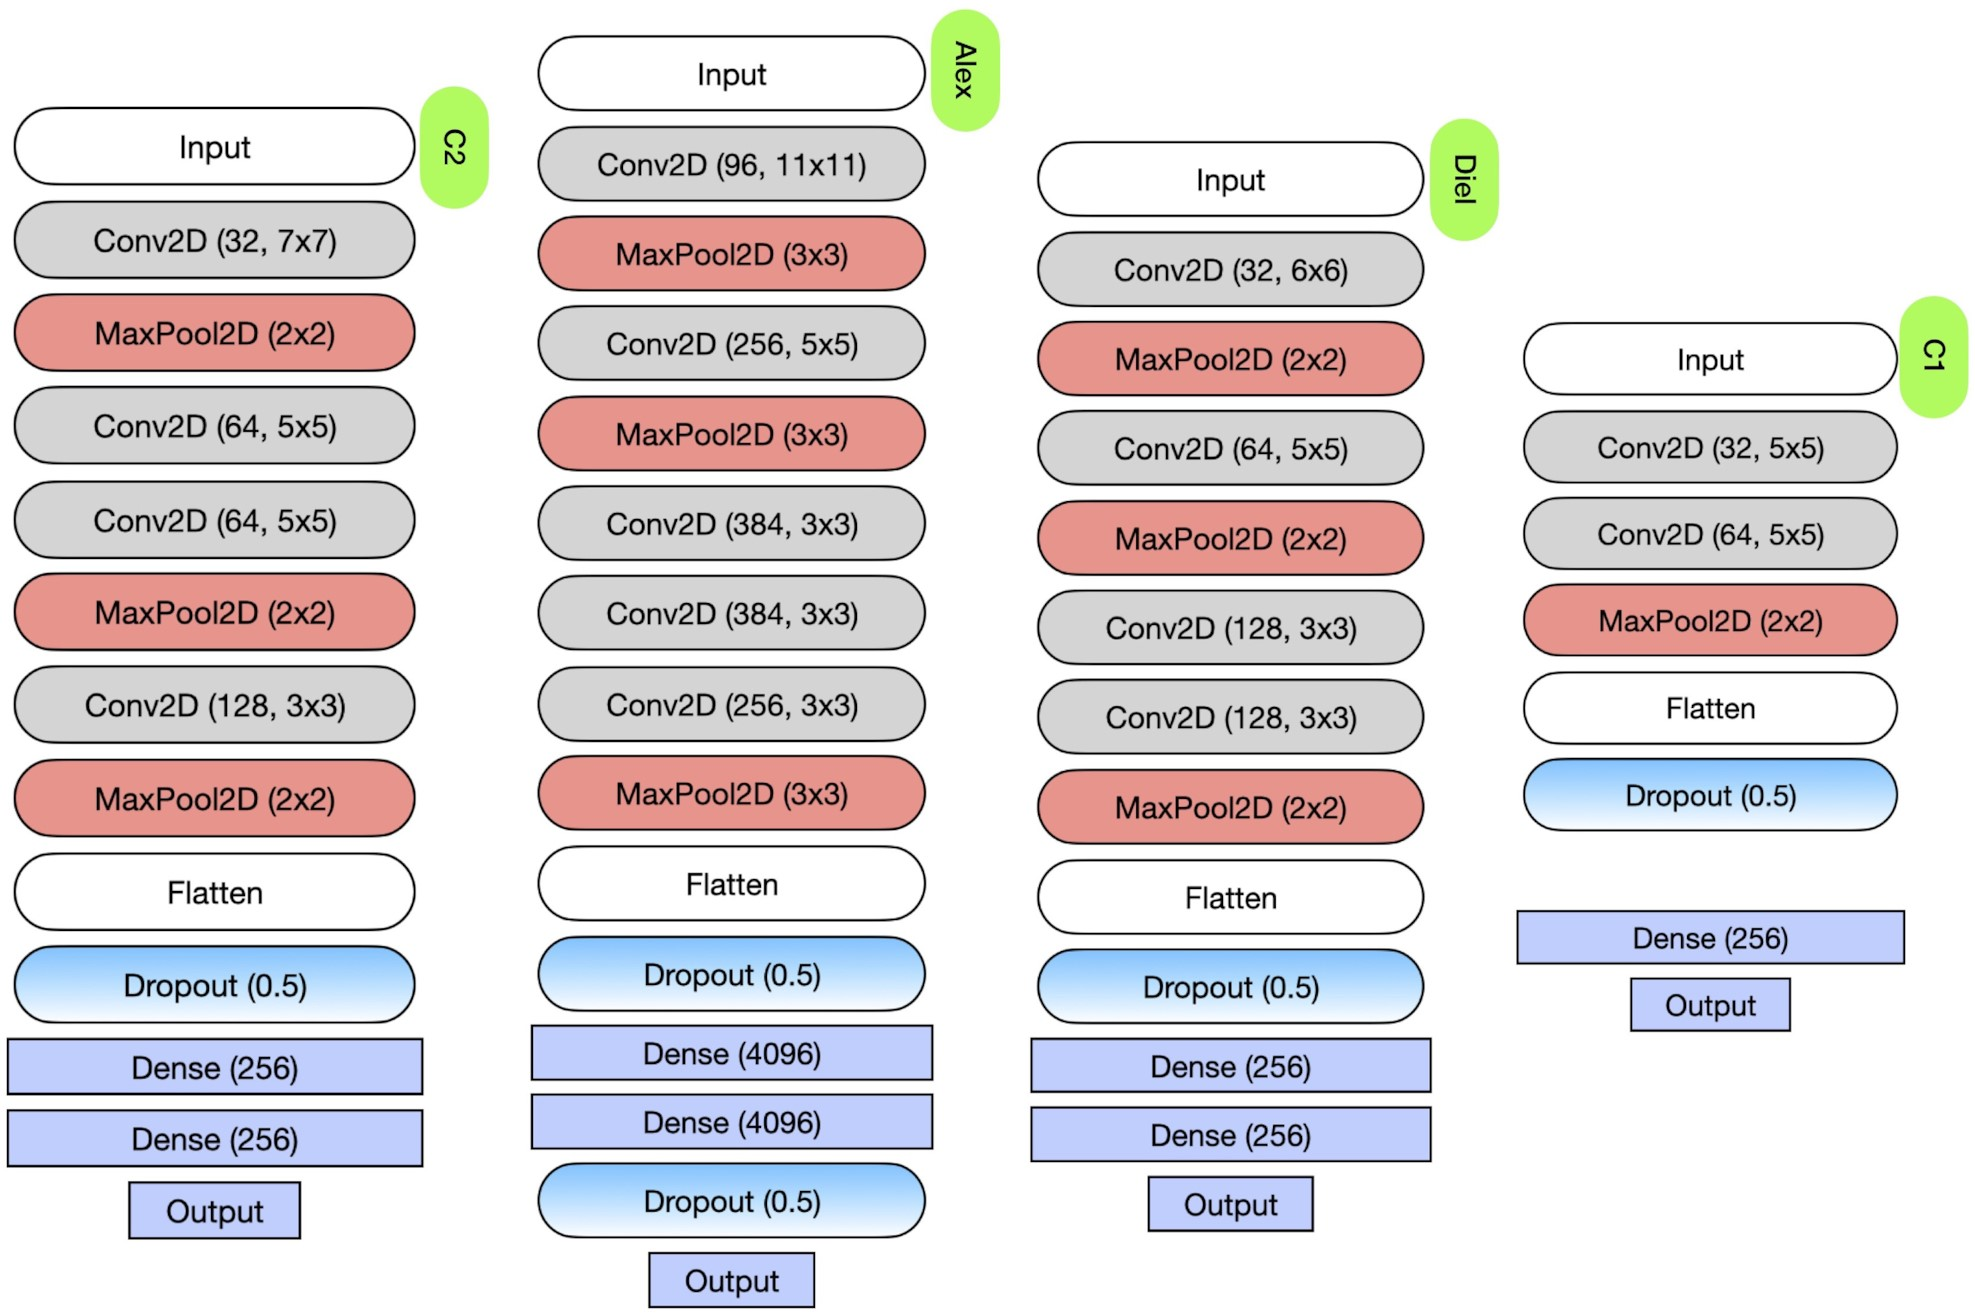 C2
Input
Conv2D (32, 7x7)
MaxPool2D (2x2)
Conv2D (64, 5x5)
Conv2D (64, 5x5)
MaxPool2D (2x2)
Conv2D (128, 3x3)
MaxPool2D (2x2)
Flatten
Dropout (0.5)
Dense (256)
Dense (256)
Output
Alex
Input
Conv2D (96, 11x11)
MaxPool2D (3x3)
Conv2D (256, 5x5)
MaxPool2D (3x3)
Conv2D (384, 3x3)
Conv2D (384, 3x3)
Conv2D (256, 3x3)
MaxPool2D (3x3)
Flatten
Dropout (0.5)
Dense (4096)
Dense (4096)
Dropout (0.5)
Output
Diel
Input
Conv2D (32, 6x6)
MaxPool2D (2x2)
Conv2D (64, 5x5)
MaxPool2D (2x2)
Conv2D (128, 3x3)
Conv2D (128, 3x3)
MaxPool2D (2x2)
Flatten
Dropout (0.5)
Dense (256)
Dense (256)
Output
C1
Input
Conv2D (32, 5x5)
Conv2D (64, 5x5)
MaxPool2D (2x2)
Flatten
Dropout (0.5)
Dense (256)
Output